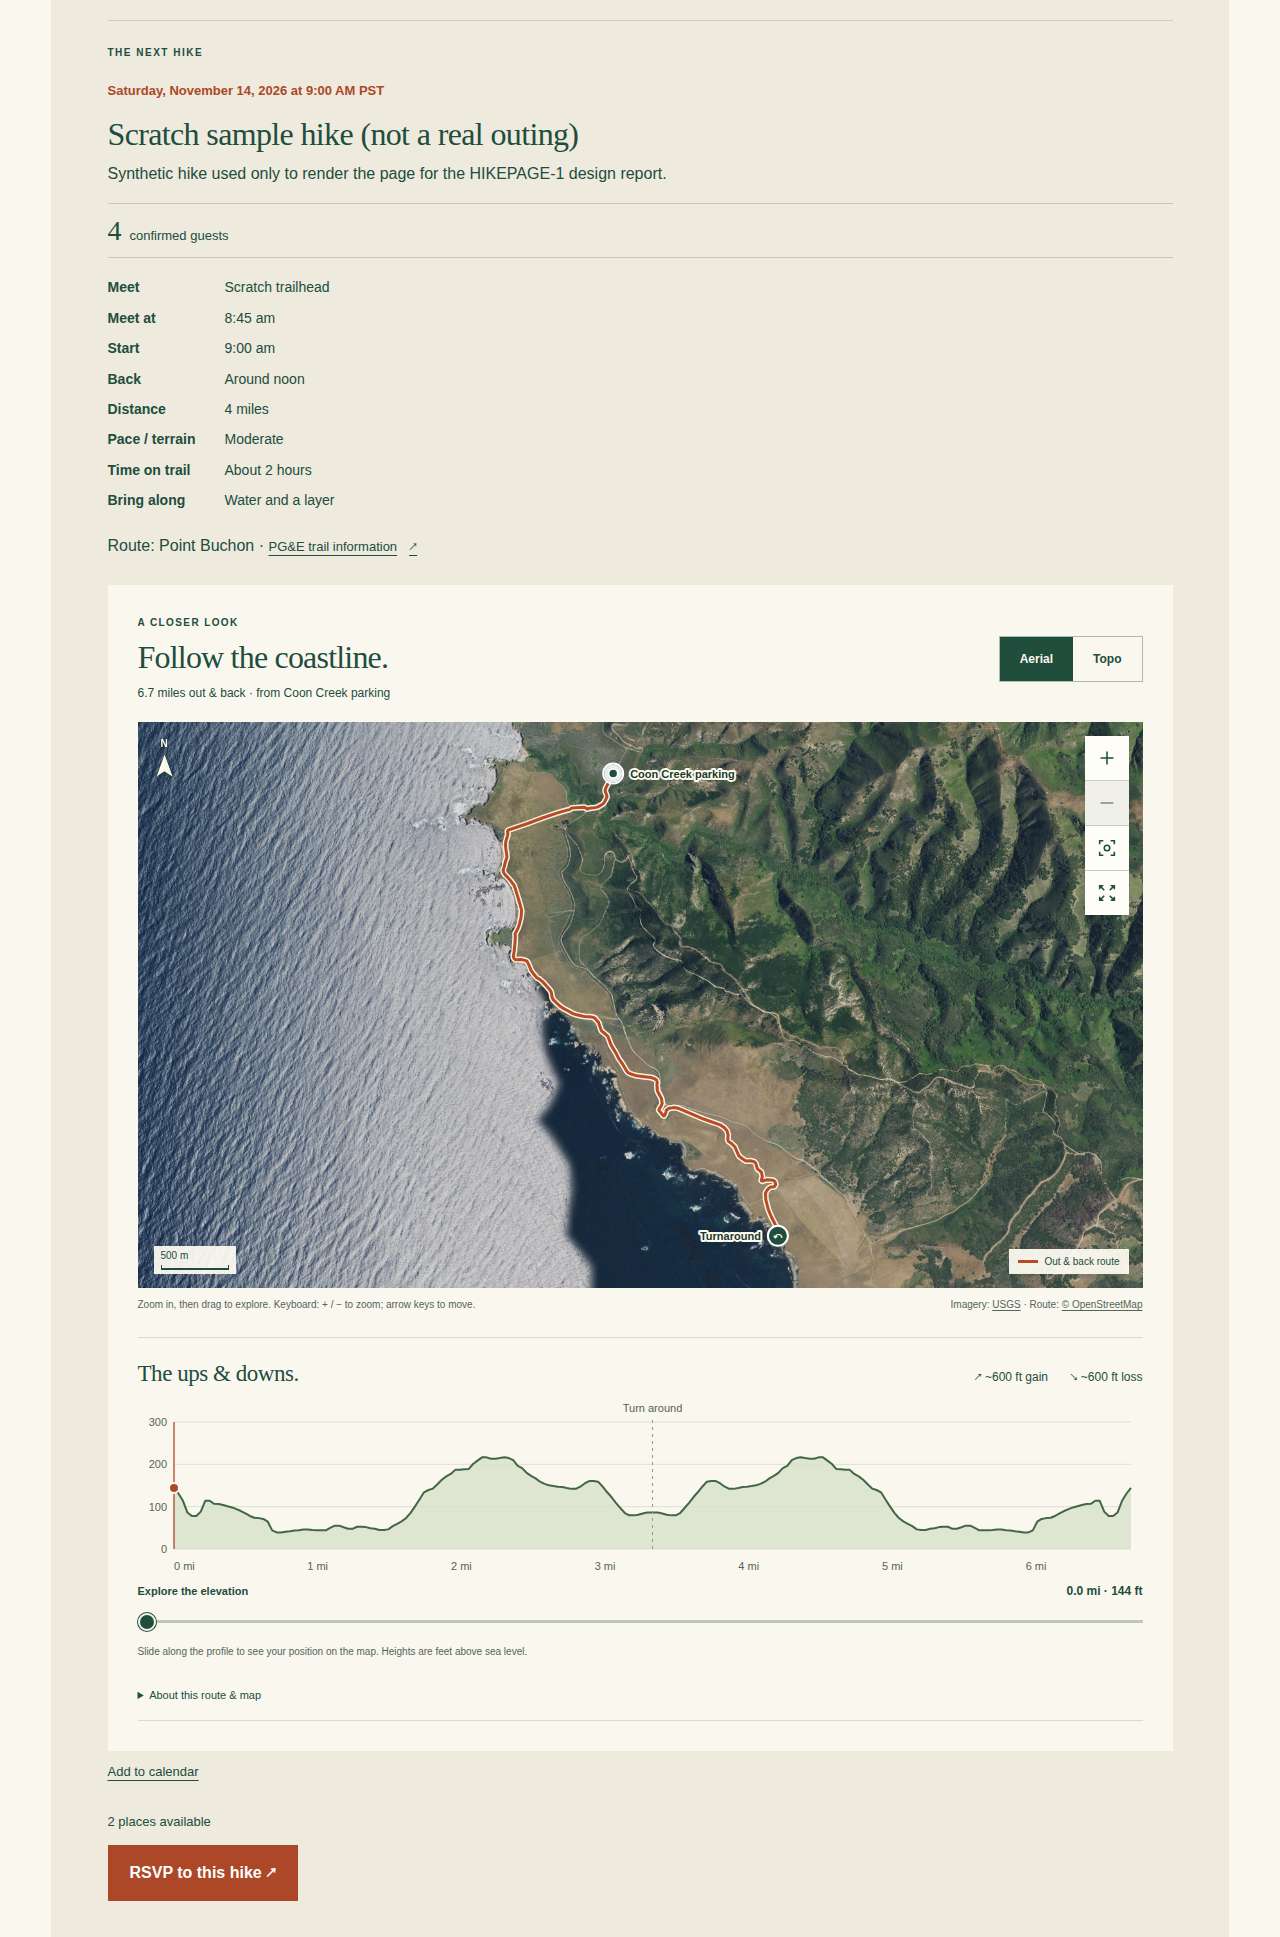 THE NEXT HIKE
Saturday, November 14, 2026 at 9:00 AM PST
Scratch sample hike (not a real outing)
Synthetic hike used only to render the page for the HIKEPAGE-1 design report.
4 confirmed guests
Meet Scratch trailhead
Meet at 8:45 am
Start 9:00 am
Back Around noon
Distance 4 miles
Pace / terrain Moderate
Time on trail About 2 hours
Bring along Water and a layer
Route: Point Buchon · PG&E trail information ↗
A CLOSER LOOK
Follow the coastline.
Aerial Topo
6.7 miles out & back · from Coon Creek parking
N
Coon Creek parking
Turnaround
500 m
Out & back route
Zoom in, then drag to explore. Keyboard: + / − to zoom; arrow keys to move.
Imagery: USGS · Route: © OpenStreetMap
The ups & downs.
↗ ~600 ft gain ↘ ~600 ft loss
Turn around
300
200
100
0
0 mi 1 mi 2 mi 3 mi 4 mi 5 mi 6 mi
Explore the elevation 0.0 mi · 144 ft
Slide along the profile to see your position on the map. Heights are feet above sea level.
▶ About this route & map
Add to calendar
2 places available
RSVP to this hike ↗